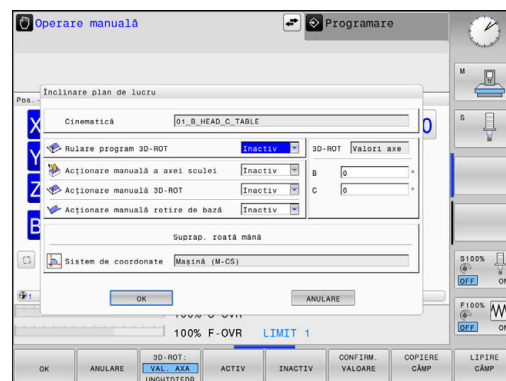 Operare manuală
Programare
Înclinare plan de lucru
Pos.-
Cinematică
01_B_HEAD_C_TABLE
X
0
Rulare program 3D-ROT
Inactiv
3D-ROT
Valori axe
Y
Acționare manuală a axei sculei
Inactiv
B
0
°
Z
Acționare manuală 3D-ROT
Inactiv
C
0
°
Acționare manuală rotire de bază
Inactiv
B
Suprap. roată mână
Sistem de coordonate
Mașină (M-CS)
1
OK
ANULARE
100% F-OVR
LIMIT 1
M
S
S100%
OFF
ON
F100%
OFF
ON
OK
ANULARE
3D-ROT:
VAL. AXA
UNGHIDIEDR
ACTIV
INACTIV
CONFIRM.
VALOARE
COPIERE
CÂMP
LIPIRE
CÂMP